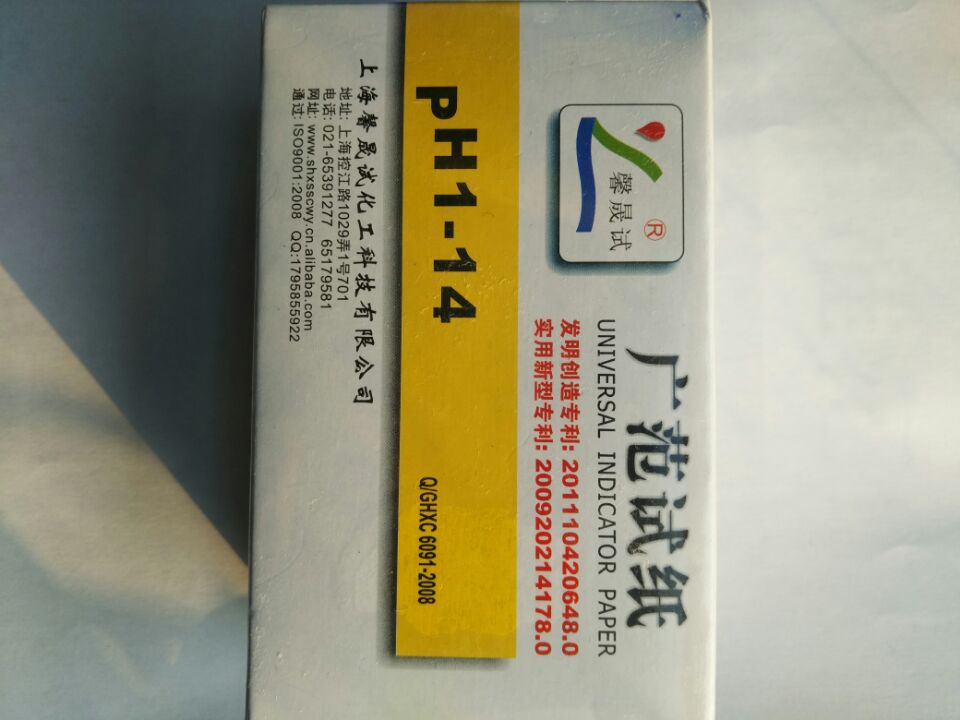 馨晟试
®
广范试纸
UNIVERSAL INDICATOR PAPER
发明创造专利: 201110420648.0
实用新型专利: 200920214178.0
pH1-14
Q/GHXC 6091-2008
上海馨晟试化工科技有限公司
地址: 上海控江路1029弄1号701
电话: 021-65391277 65179581
网址: www.shxsscwy.cn.alibaba.com
通过: ISO9001:2008 QQ:1795855922